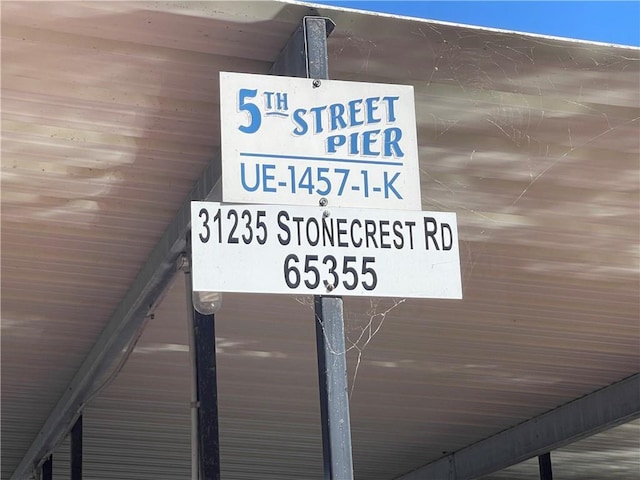 5TH STREET
PIER
UE-1457-1-K
31235 STONECREST RD
65355